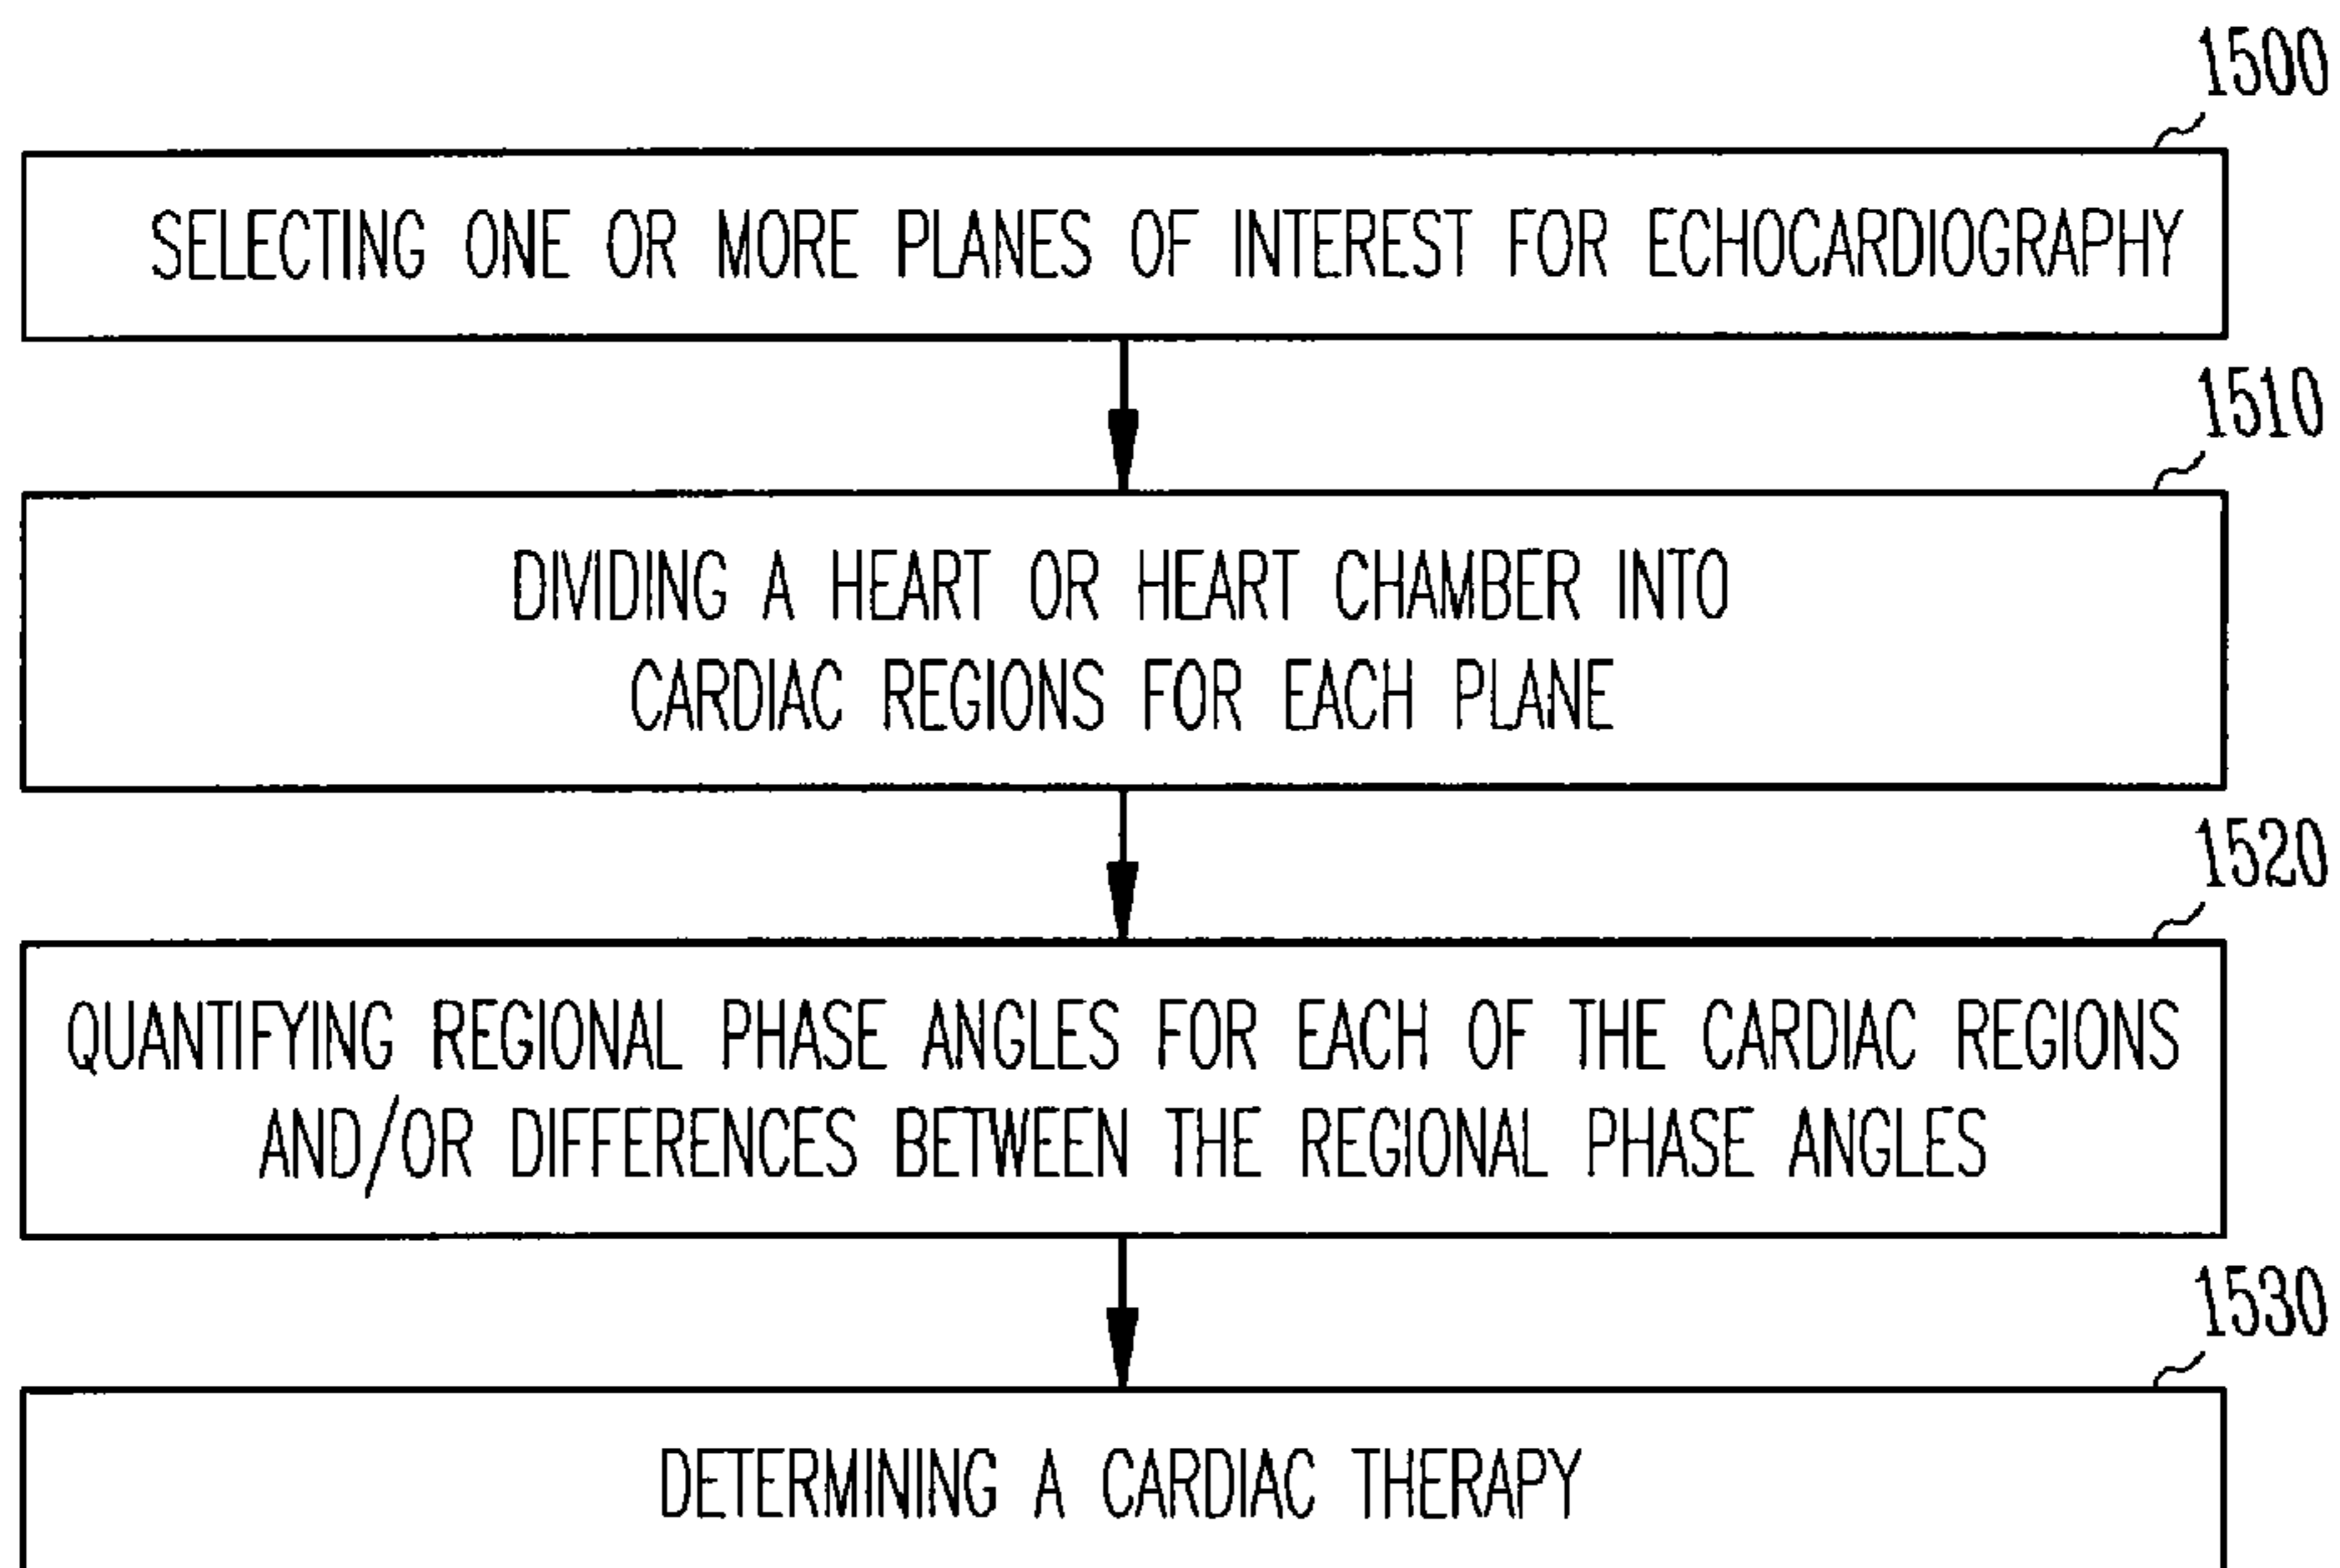 1500
SELECTING ONE OR MORE PLANES OF INTEREST FOR ECHOCARDIOGRAPHY
1510
DIVIDING A HEART OR HEART CHAMBER INTO
CARDIAC REGIONS FOR EACH PLANE
1520
QUANTIFYING REGIONAL PHASE ANGLES FOR EACH OF THE CARDIAC REGIONS
AND/OR DIFFERENCES BETWEEN THE REGIONAL PHASE ANGLES
1530
DETERMINING A CARDIAC THERAPY